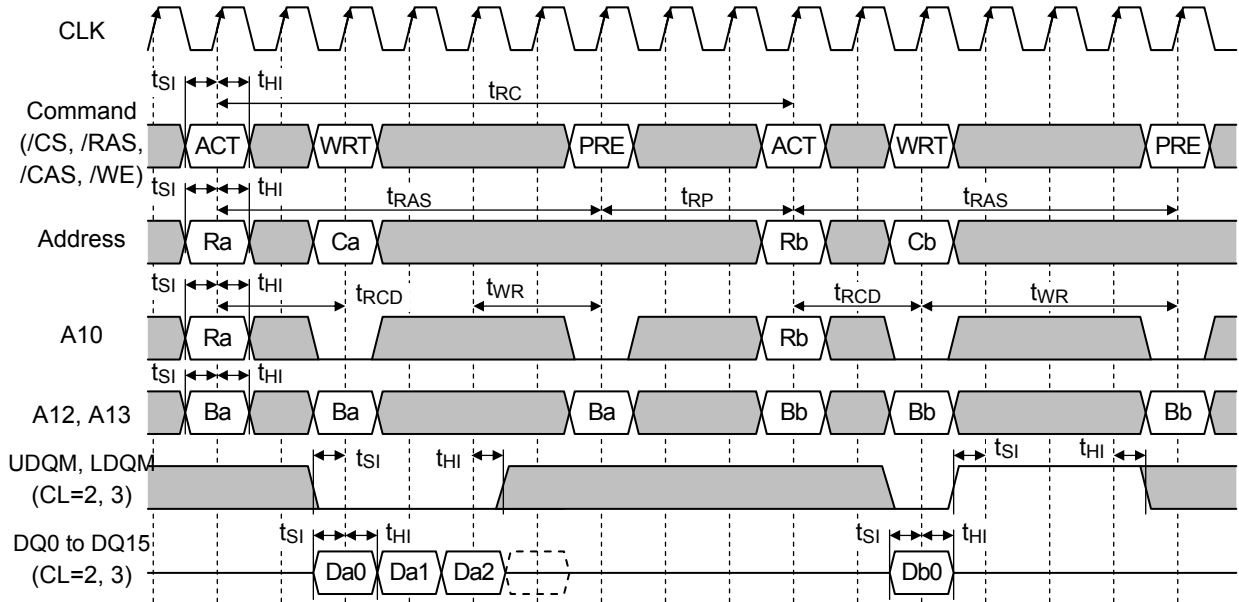 CLK
tSI tHI tRC
Command
(/CS, /RAS,
/CAS, /WE)
ACT WRT PRE ACT WRT PRE
tSI tHI tRAS tRP tRAS
Address Ra Ca Rb Cb
tSI tHI tRCD tWR tRCD tWR
A10 Ra Rb
tSI tHI
A12, A13 Ba Ba Ba Bb Bb Bb
UDQM, LDQM
(CL=2, 3)
tSI tHI tSI tHI
DQ0 to DQ15
(CL=2, 3)
tSI tHI tSI tHI
Da0 Da1 Da2 Db0